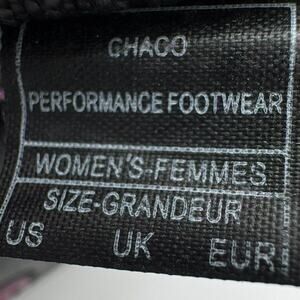 CHACO
PERFORMANCE FOOTWEAR
WOMEN'S-FEMMES
SIZE-GRANDEUR
US UK EUR